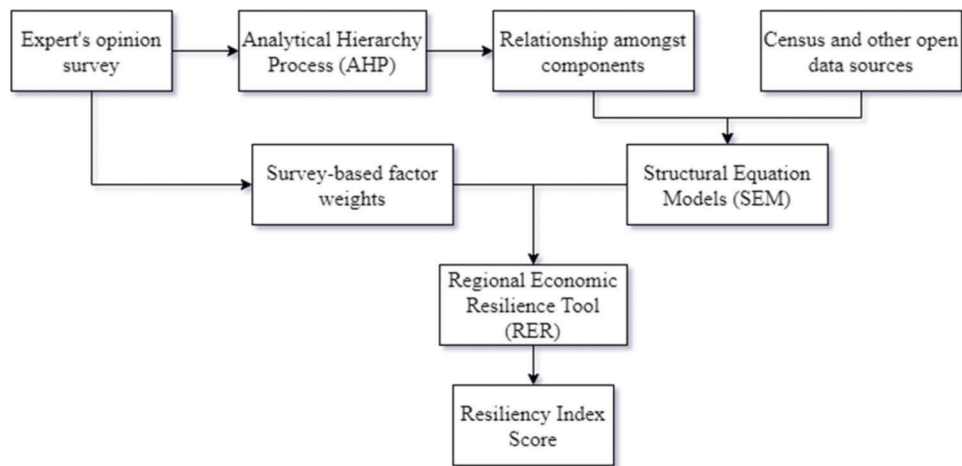 Expert's opinion
survey
Analytical Hierarchy
Process (AHP)
Relationship amongst
components
Census and other open
data sources
Survey-based factor
weights
Structural Equation
Models (SEM)
Regional Economic
Resilience Tool
(RER)
Resiliency Index
Score